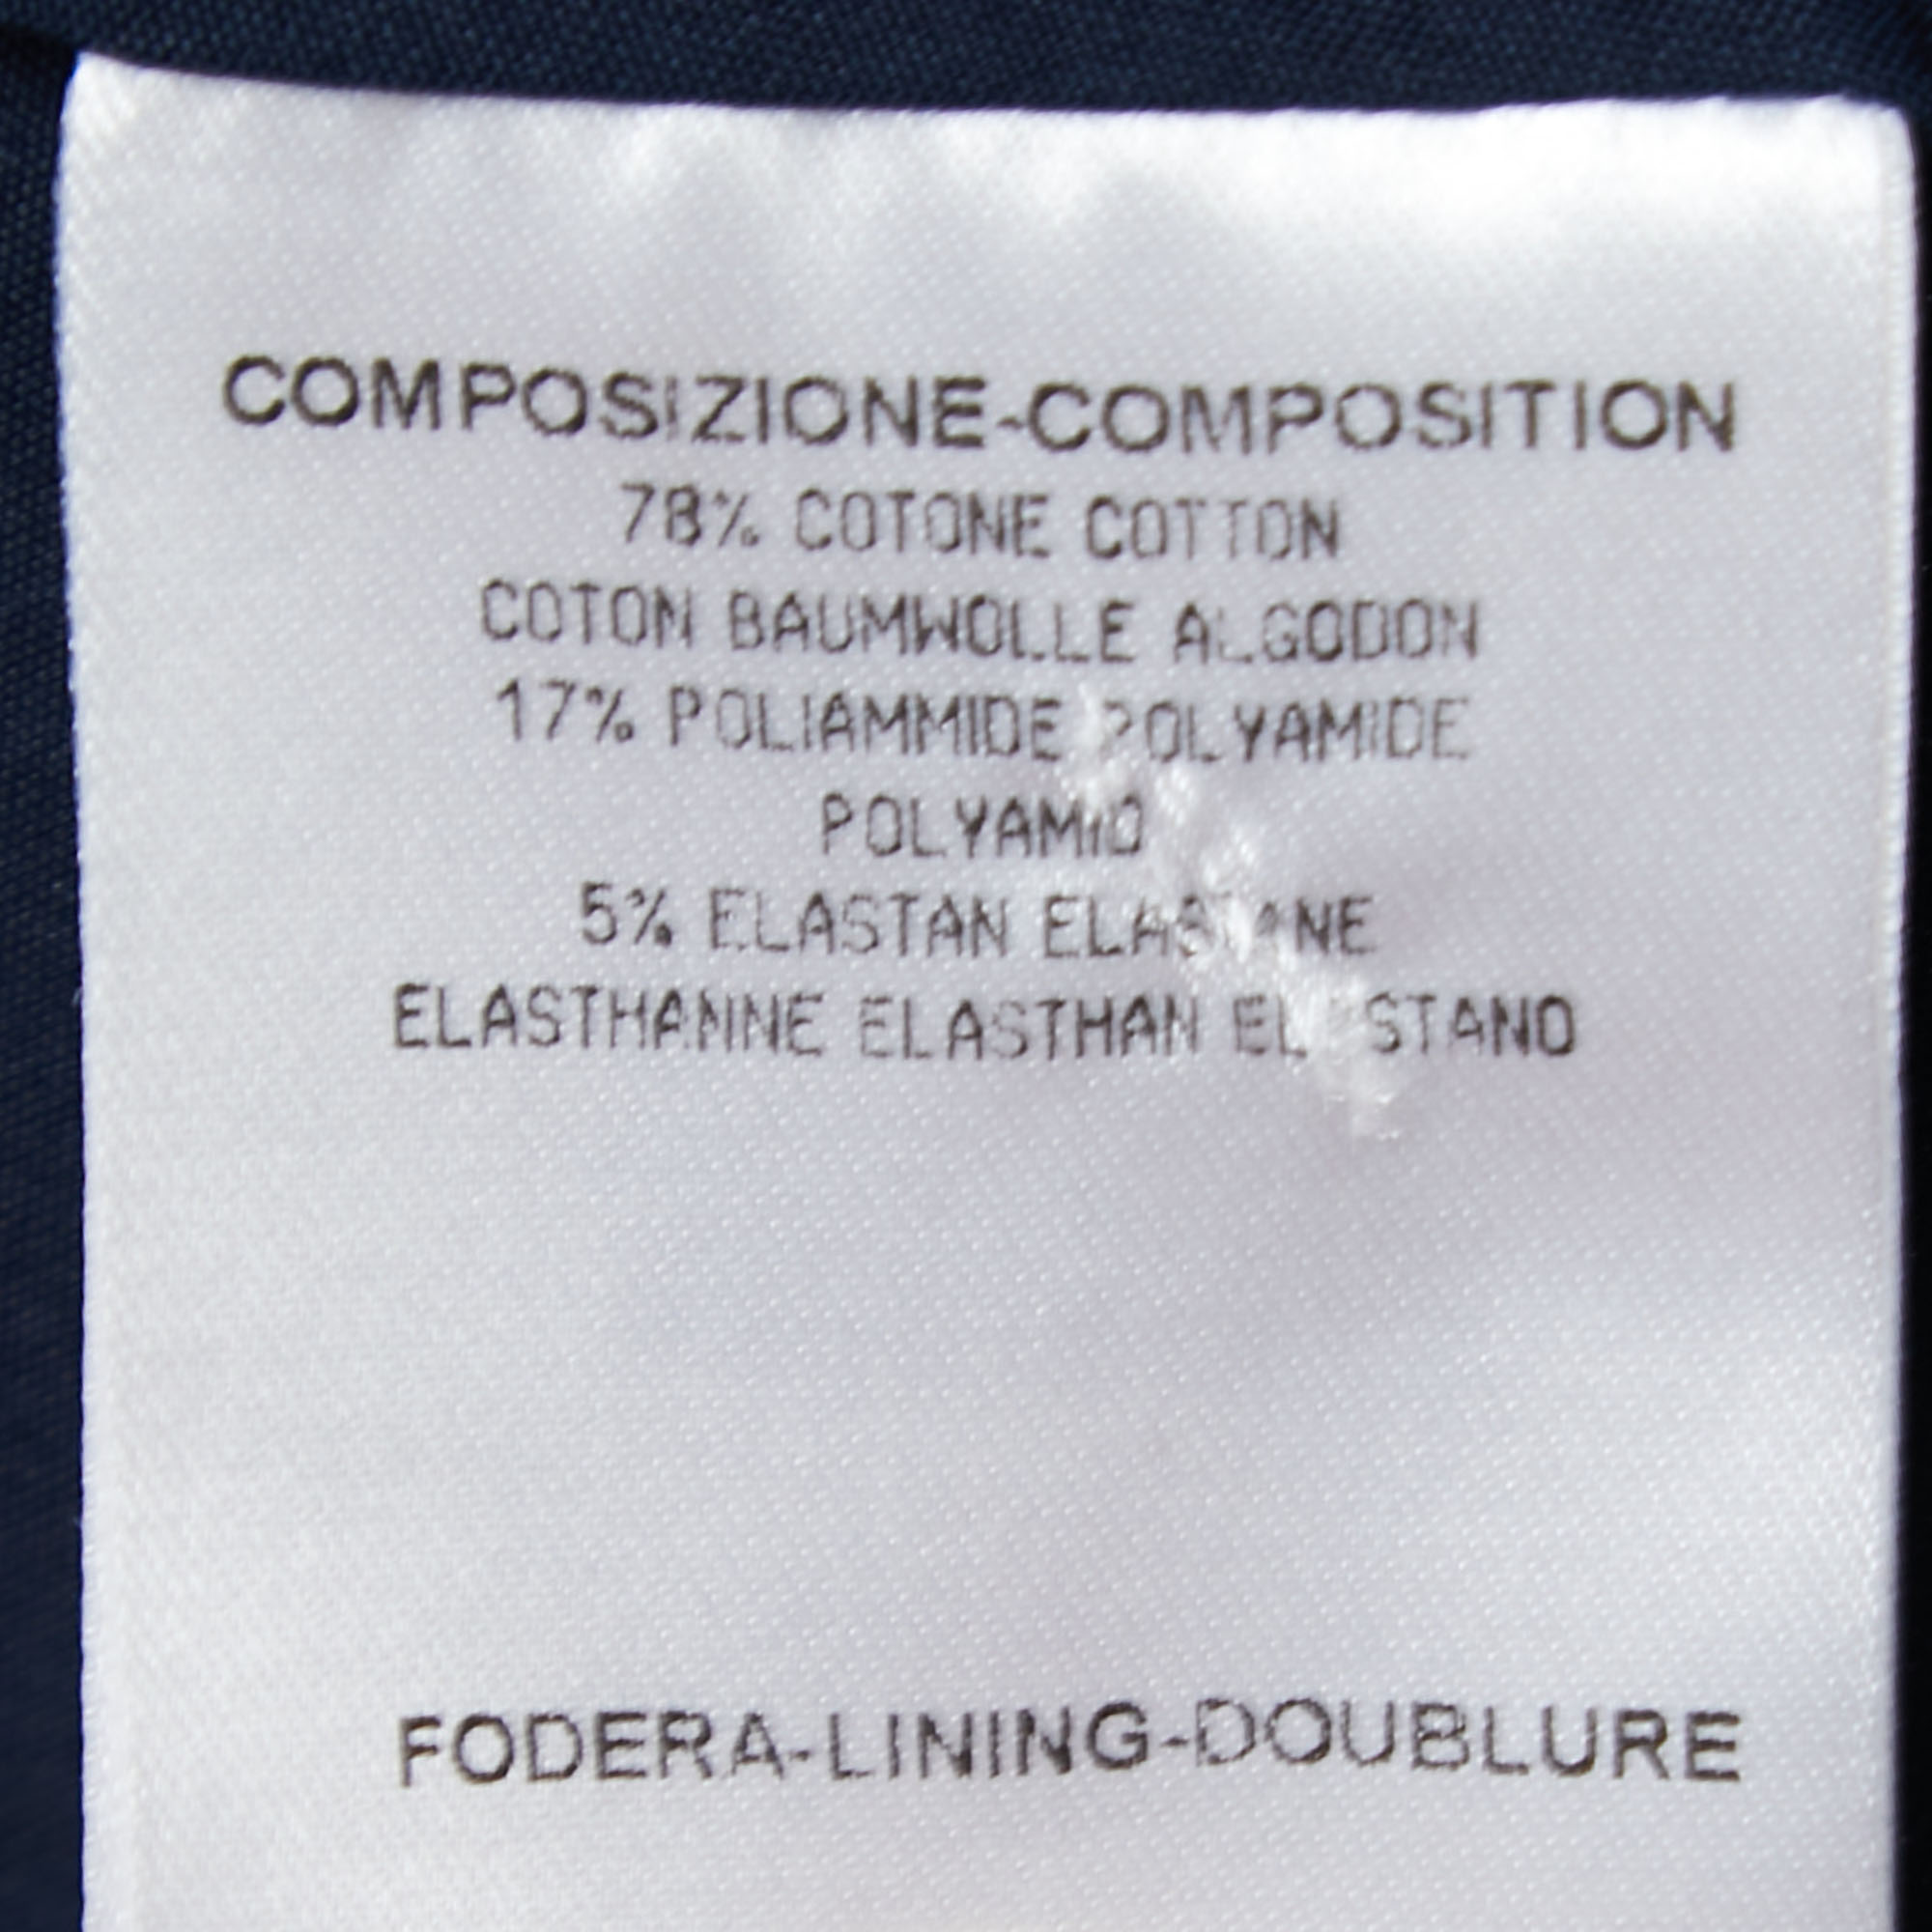 COMPOSIZIONE-COMPOSITION
78% COTONE COTTON
COTON BAUMWOLLE ALGODON
17% POLIAMMIDE POLYAMIDE
POLYAMID
5% ELASTAN ELASTANE
ELASTHANNE ELASTHAN ELASTANO
FODERA-LINING-DOUBLURE